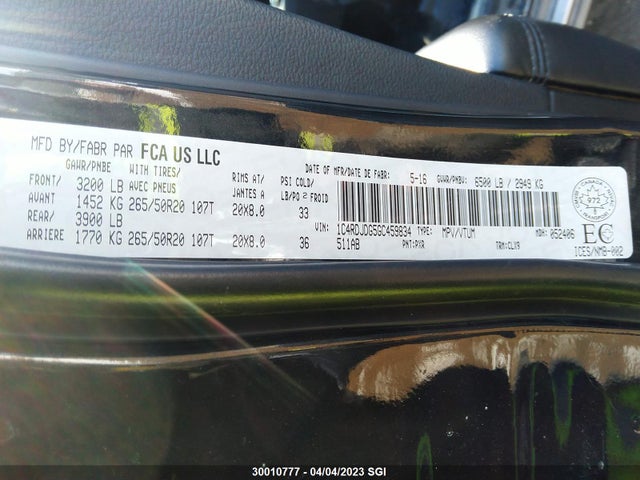 MFD BY/FABR PAR FCA US LLC
DATE OF MFR/DATE DE FABR: 5-16 GVWR/PNBV: 6500 LB / 2949 KG
GAWR/PNBE WITH TIRES/ RIMS AT/ PSI COLD/
FRONT/ 3200 LB AVEC PNEUS JANTES A LB/PO 2 FROID
AVANT 1452 KG 265/50R20 107T 20X8.0 33
REAR/ 3900 LB
ARRIERE 1770 KG 265/50R20 107T 20X8.0 36
VIN: 1C4RDJDG5GC459834 TYPE: MPV/VTUM MDH: 052406
511AB PNT: PXR TRM: CLX9
CANADA
972
TRANSPORT
EC
ICES/NMB-002
30010777 - 04/04/2023 SGI